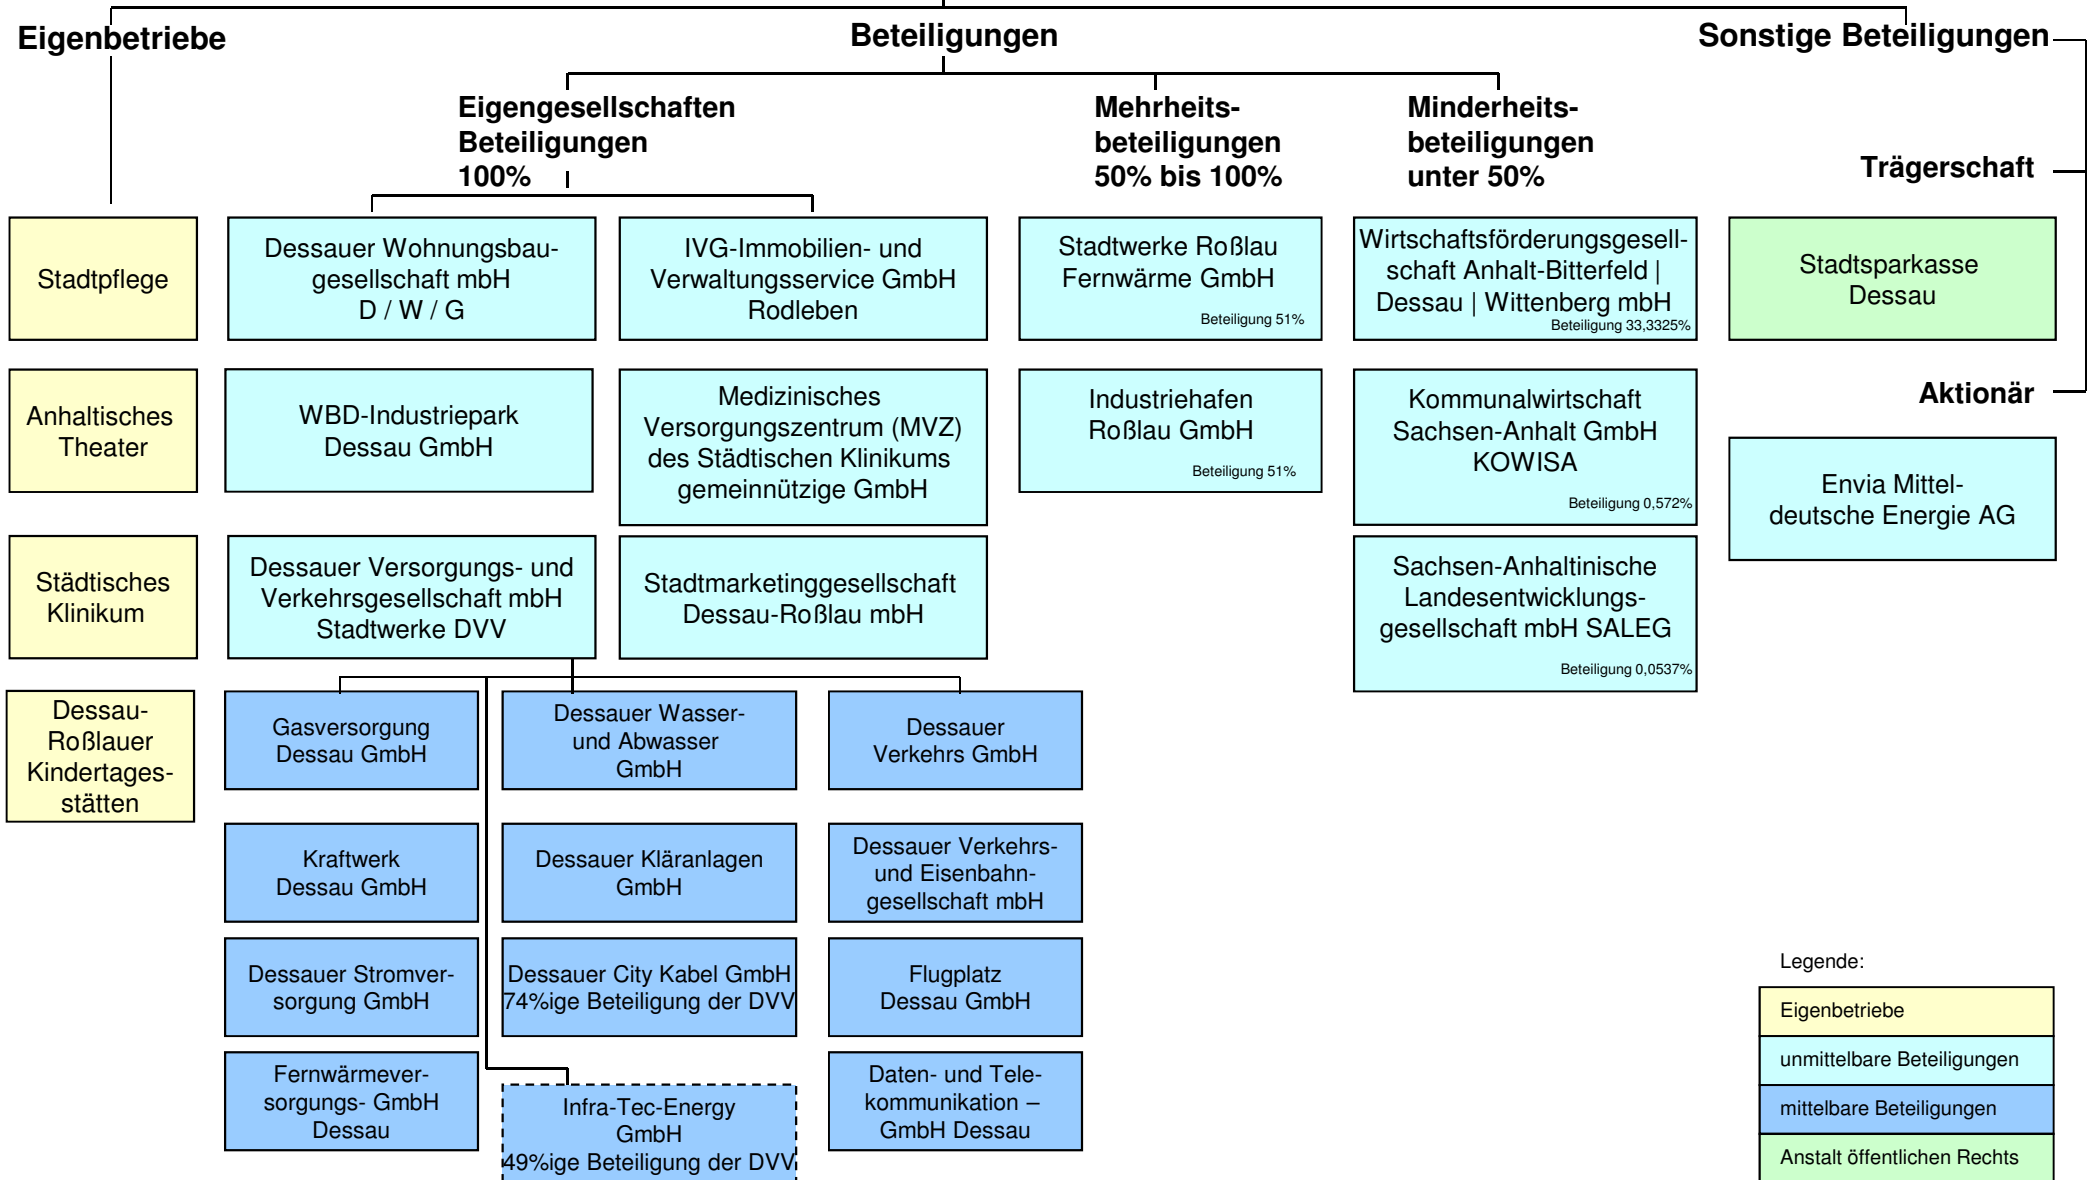 Eigenbetriebe
Beteiligungen
Sonstige Beteiligungen
Eigengesellschaften
Beteiligungen
100%
Mehrheits-
beteiligungen
50% bis 100%
Minderheits-
beteiligungen
unter 50%
Trägerschaft
Stadtpflege
Dessauer Wohnungsbau-
gesellschaft mbH
D / W / G
IVG-Immobilien- und
Verwaltungsservice GmbH
Rodleben
Stadtwerke Roßlau
Fernwärme GmbH
Beteiligung 51%
Wirtschaftsförderungsgesell-
schaft Anhalt-Bitterfeld |
Dessau | Wittenberg mbH
Beteiligung 33,3325%
Stadtsparkasse
Dessau
Anhaltisches
Theater
WBD-Industriepark
Dessau GmbH
Medizinisches
Versorgungszentrum (MVZ)
des Städtischen Klinikums
gemeinnützige GmbH
Industriehafen
Roßlau GmbH
Beteiligung 51%
Kommunalwirtschaft
Sachsen-Anhalt GmbH
KOWISA
Beteiligung 0,572%
Aktionär
Envia Mittel-
deutsche Energie AG
Städtisches
Klinikum
Dessauer Versorgungs- und
Verkehrsgesellschaft mbH
Stadtwerke DVV
Stadtmarketinggesellschaft
Dessau-Roßlau mbH
Sachsen-Anhaltinische
Landesentwicklungs-
gesellschaft mbH SALEG
Beteiligung 0,0537%
Dessau-
Roßlauer
Kindertages-
stätten
Gasversorgung
Dessau GmbH
Dessauer Wasser-
und Abwasser
GmbH
Dessauer
Verkehrs GmbH
Kraftwerk
Dessau GmbH
Dessauer Kläranlagen
GmbH
Dessauer Verkehrs-
und Eisenbahn-
gesellschaft mbH
Dessauer Stromver-
sorgung GmbH
Dessauer City Kabel GmbH
74%ige Beteiligung der DVV
Flugplatz
Dessau GmbH
Fernwärmever-
sorgungs- GmbH
Dessau
Infra-Tec-Energy
GmbH
49%ige Beteiligung der DVV
Daten- und Tele-
kommunikation –
GmbH Dessau
Legende:
Eigenbetriebe
unmittelbare Beteiligungen
mittelbare Beteiligungen
Anstalt öffentlichen Rechts